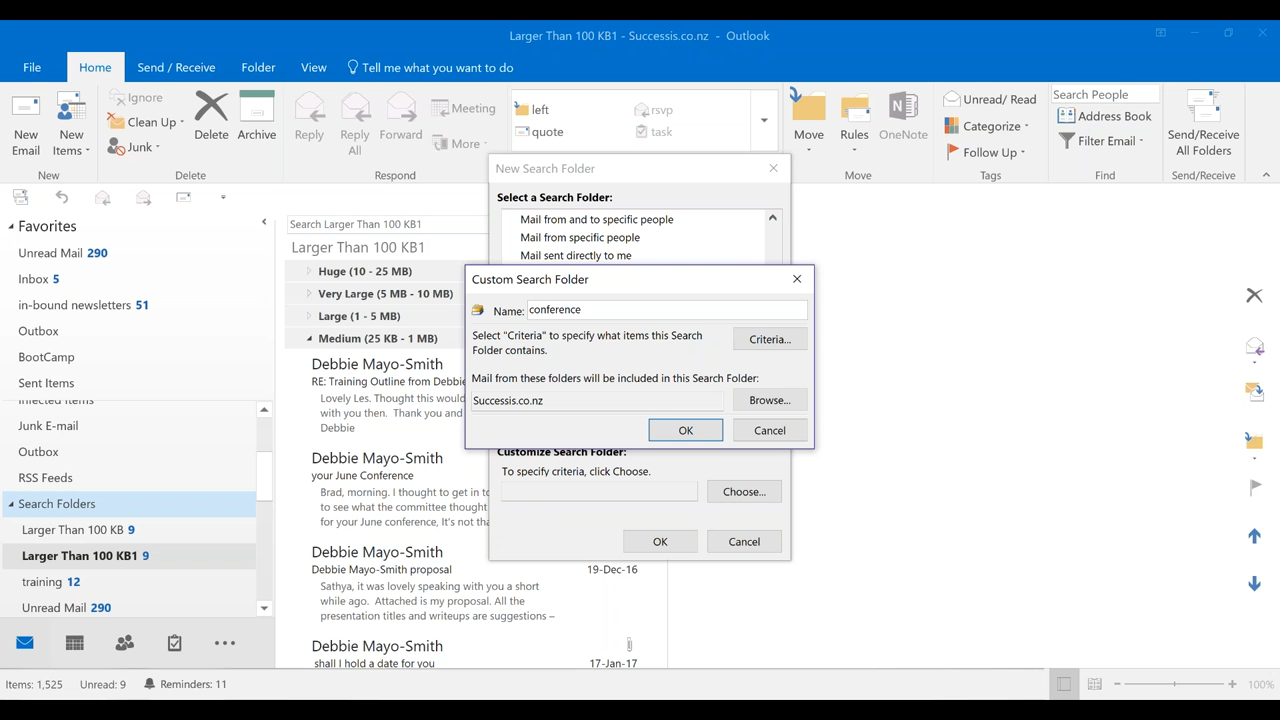 Larger Than 100 KB1 - Successis.co.nz - Outlook
File Home Send / Receive Folder View Tell me what you want to do
Ignore
Clean Up
Junk
New Email
New Items
Delete
Archive
Reply
Reply All
Forward
Meeting
More
left
quote
rsvp
task
Move
Rules
OneNote
Unread/ Read
Categorize
Follow Up
Search People
Address Book
Filter Email
Send/Receive All Folders
New
Delete
Respond
Move
Tags
Find
Send/Receive
Favorites
Unread Mail 290
Inbox 5
in-bound newsletters 51
Outbox
BootCamp
Sent Items
Infected Items
Junk E-mail
Outbox
RSS Feeds
Search Folders
Larger Than 100 KB 9
Larger Than 100 KB1 9
training 12
Unread Mail 290
Search Larger Than 100 KB1
Larger Than 100 KB1
Huge (10 - 25 MB)
Very Large (5 MB - 10 MB)
Large (1 - 5 MB)
Medium (25 KB - 1 MB)
Debbie Mayo-Smith
RE: Training Outline from Debbie
Lovely Les. Thought this would
with you then. Thank you and
Debbie
Debbie Mayo-Smith
your June Conference
Brad, morning. I thought to get in to
to see what the committee thought
for your June conference, It's not tha
Debbie Mayo-Smith
Debbie Mayo-Smith proposal 19-Dec-16
Sathya, it was lovely speaking with you a short
while ago. Attached is my proposal. All the
presentation titles and writeups are suggestions –
Debbie Mayo-Smith
shall I hold a date for you 17-Jan-17
New Search Folder
Select a Search Folder:
Mail from and to specific people
Mail from specific people
Mail sent directly to me
Custom Search Folder
Name: conference
Select "Criteria" to specify what items this Search
Folder contains.
Criteria...
Mail from these folders will be included in this Search Folder:
Successis.co.nz
Browse...
OK Cancel
Customize Search Folder:
To specify criteria, click Choose.
Choose...
OK Cancel
Items: 1,525 Unread: 9 Reminders: 11
100%